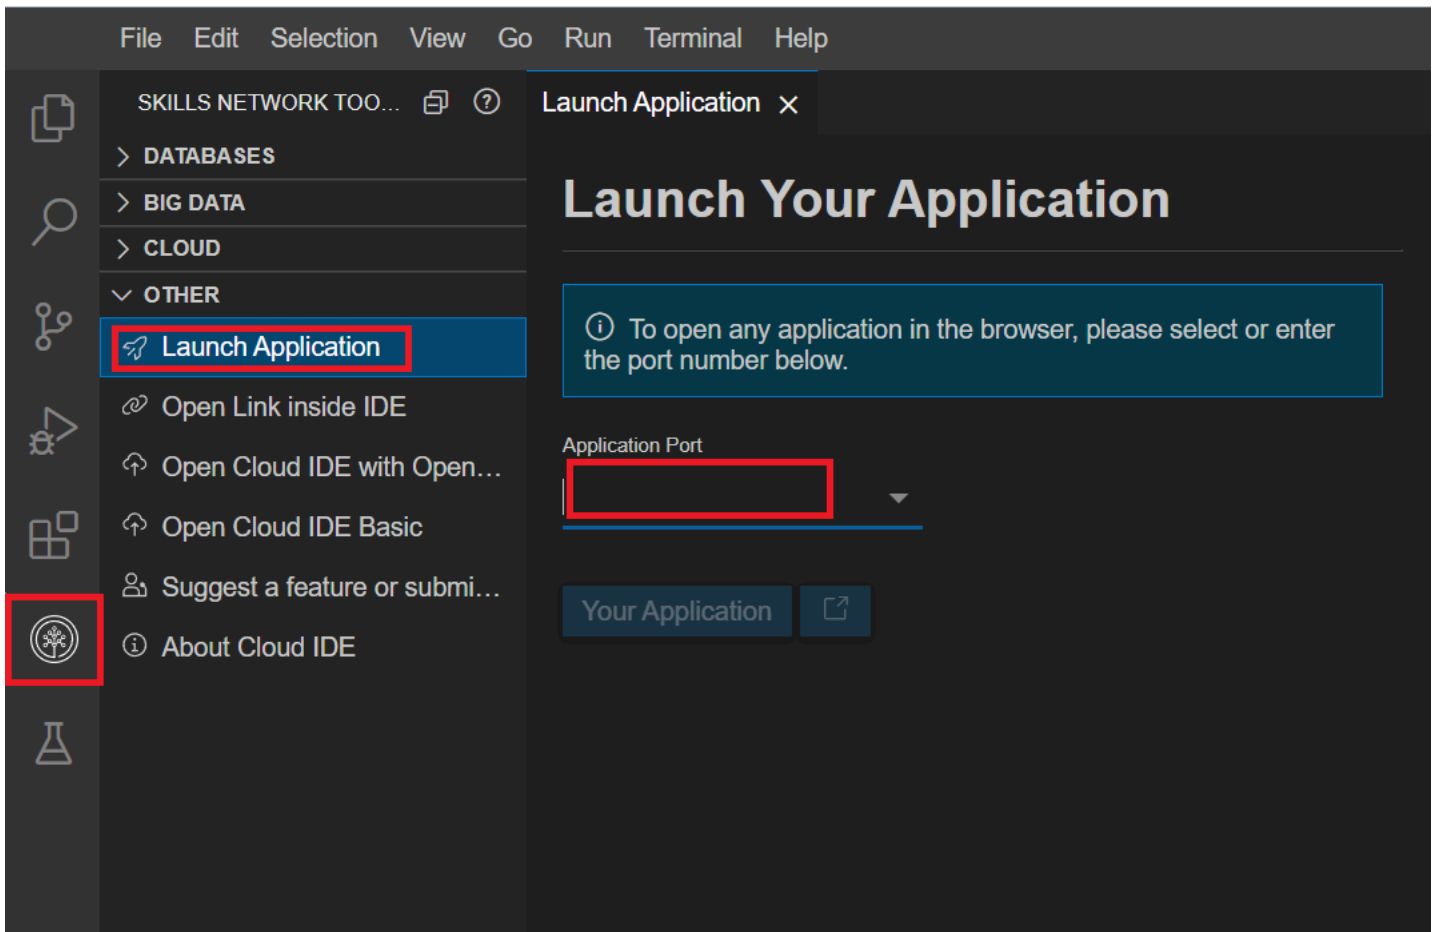 File Edit Selection View Go Run Terminal Help
SKILLS NETWORK TOO...
Launch Application
DATABASES
BIG DATA
CLOUD
OTHER
Launch Application
Open Link inside IDE
Open Cloud IDE with Open...
Open Cloud IDE Basic
Suggest a feature or submi...
About Cloud IDE
Launch Your Application
To open any application in the browser, please select or enter
the port number below.
Application Port
Your Application